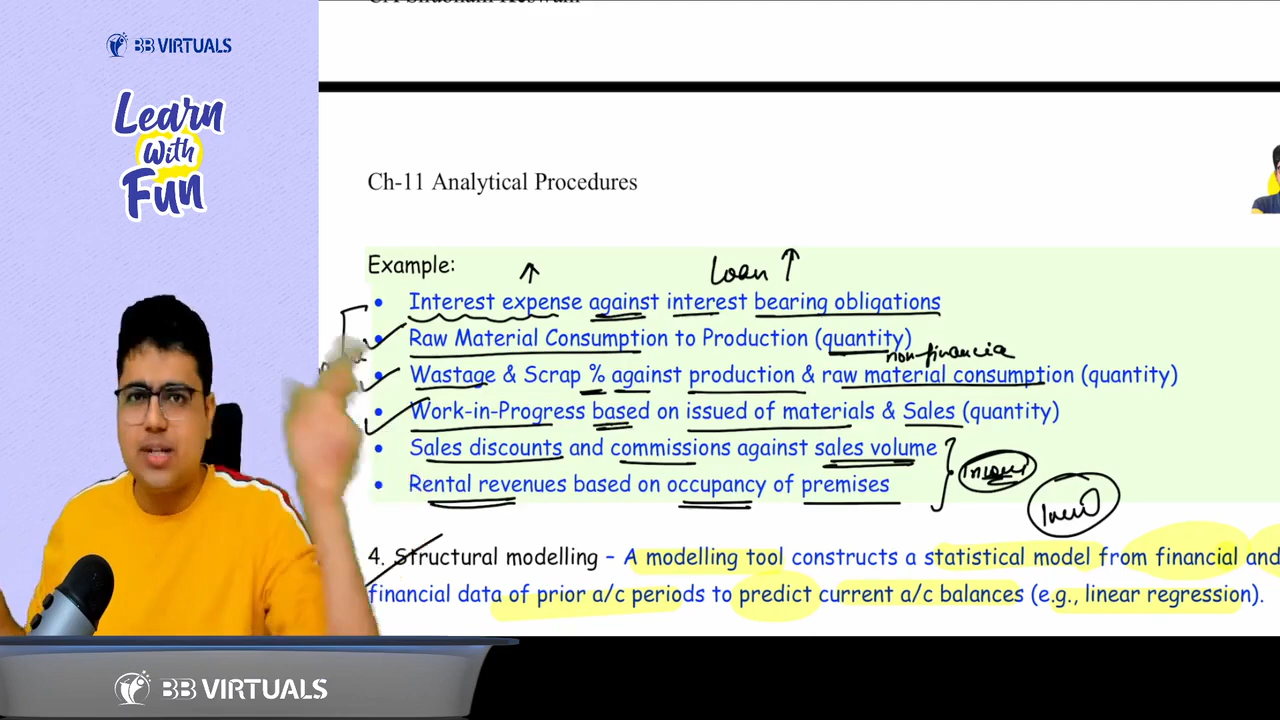 BB VIRTUALS
Learn
With
Fun
Ch-11 Analytical Procedures
Example:
Loan
• Interest expense against interest bearing obligations
• Raw Material Consumption to Production (quantity)
non-financia
• Wastage & Scrap % against production & raw material consumption (quantity)
• Work-in-Progress based on issued of materials & Sales (quantity)
• Sales discounts and commissions against sales volume
• Rental revenues based on occupancy of premises
4. Structural modelling – A modelling tool constructs a statistical model from financial and
financial data of prior a/c periods to predict current a/c balances (e.g., linear regression).
BB VIRTUALS